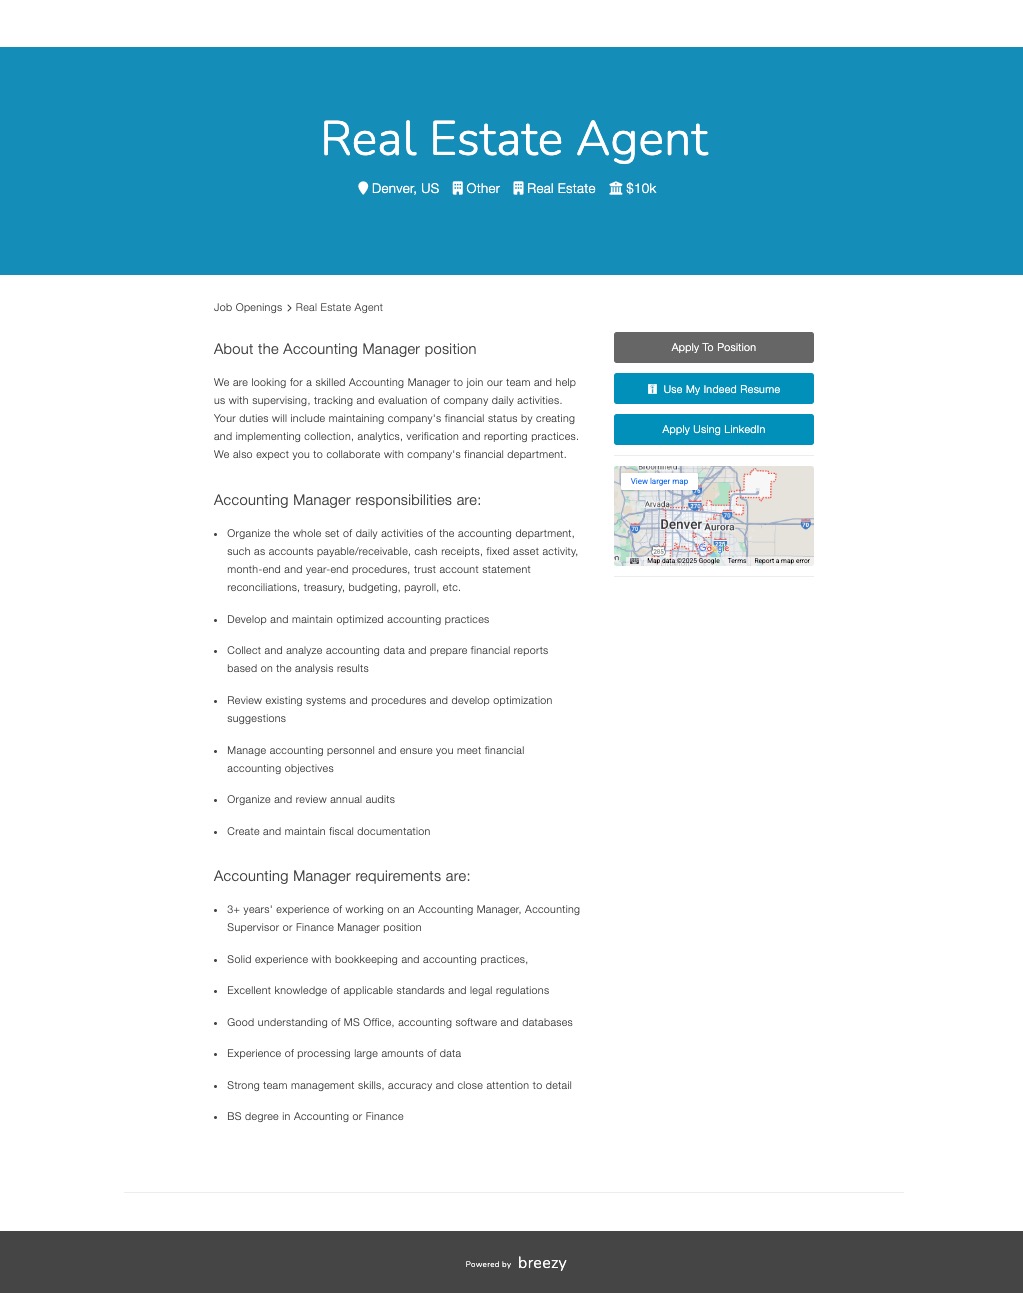 Real Estate Agent
Denver, US Other Real Estate $10k
Job Openings > Real Estate Agent
About the Accounting Manager position
We are looking for a skilled Accounting Manager to join our team and help
us with supervising, tracking and evaluation of company daily activities.
Your duties will include maintaining company's financial status by creating
and implementing collection, analytics, verification and reporting practices.
We also expect you to collaborate with company's financial department.
Accounting Manager responsibilities are:
• Organize the whole set of daily activities of the accounting department,
such as accounts payable/receivable, cash receipts, fixed asset activity,
month-end and year-end procedures, trust account statement
reconciliations, treasury, budgeting, payroll, etc.
• Develop and maintain optimized accounting practices
• Collect and analyze accounting data and prepare financial reports
based on the analysis results
• Review existing systems and procedures and develop optimization
suggestions
• Manage accounting personnel and ensure you meet financial
accounting objectives
• Organize and review annual audits
• Create and maintain fiscal documentation
Accounting Manager requirements are:
• 3+ years' experience of working on an Accounting Manager, Accounting
Supervisor or Finance Manager position
• Solid experience with bookkeeping and accounting practices,
• Excellent knowledge of applicable standards and legal regulations
• Good understanding of MS Office, accounting software and databases
• Experience of processing large amounts of data
• Strong team management skills, accuracy and close attention to detail
• BS degree in Accounting or Finance
Apply To Position
Use My Indeed Resume
Apply Using LinkedIn
View larger map
Arvada
Denver
Aurora
70
70
70
285
Google
Map data ©2025 Google Terms Report a map error
Powered by breezy